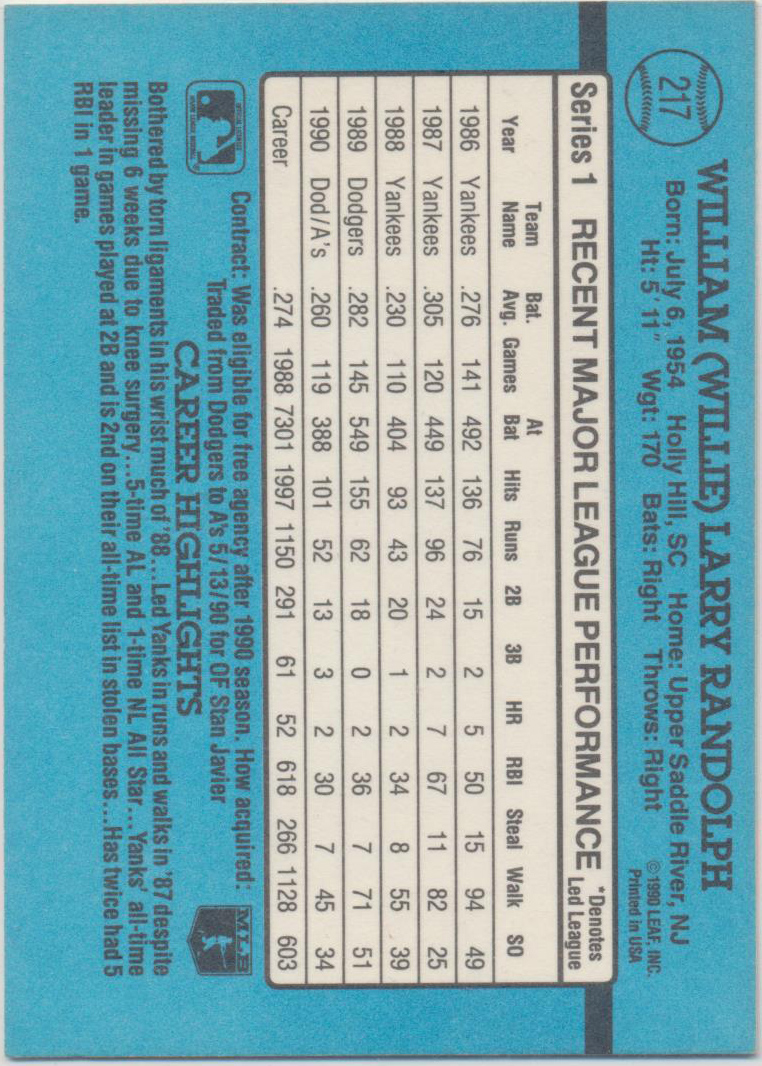 217
WILLIAM (WILLIE) LARRY RANDOLPH
Born: July 6, 1954 Holly Hill, SC Home: Upper Saddle River, NJ
Ht: 5' 11" Wgt: 170 Bats: Right Throws: Right
© 1990 LEAF, INC.
Printed in USA
Series 1 RECENT MAJOR LEAGUE PERFORMANCE *Denotes Led League
Year Team Name Bat. Avg. Games At Bat Hits Runs 2B 3B HR RBI Steal Walk SO
1986 Yankees .276 141 492 136 76 15 2 5 50 15 94 49
1987 Yankees .305 120 449 137 96 24 2 7 67 11 82 25
1988 Yankees .230 110 404 93 43 20 1 2 34 8 55 39
1989 Dodgers .282 145 549 155 62 18 0 2 36 7 71 51
1990 Dod/A's .260 119 388 101 52 13 3 2 30 7 45 34
Career .274 1988 7301 1997 1150 291 61 52 618 266 1128 603
Contract: Was eligible for free agency after 1990 season. How acquired:
Traded from Dodgers to A's 5/13/90 for OF Stan Javier
MLB
CAREER HIGHLIGHTS
Bothered by torn ligaments in his wrist much of '88...Led Yanks in runs and walks in '87 despite
missing 6 weeks due to knee surgery...5-time AL and 1-time NL All Star...Yanks' all-time
leader in games played at 2B and is 2nd on their all-time list in stolen bases...Has twice had 5
RBI in 1 game.